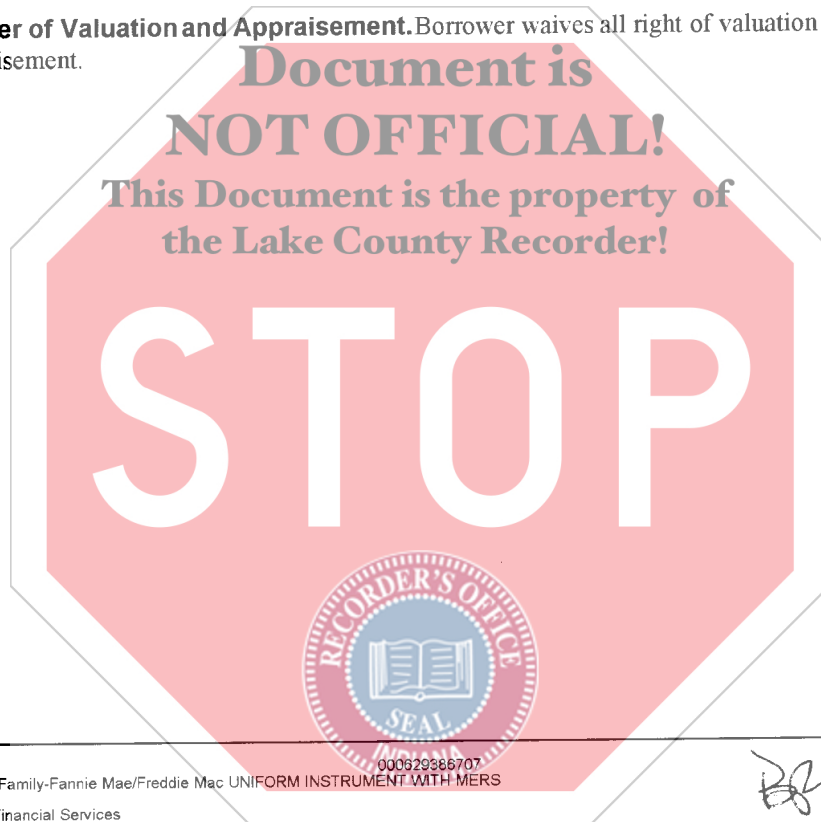 er of Valuation and Appraisement. Borrower waives all right of valuation
isement.
Document is
NOT OFFICIAL!
This Document is the property of
the Lake County Recorder!
STOP
RECORDER'S OFFICE
SEAL
INDIANA
000629385707
Family-Fannie Mae/Freddie Mac UNIFORM INSTRUMENT WITH MERS
inancial Services